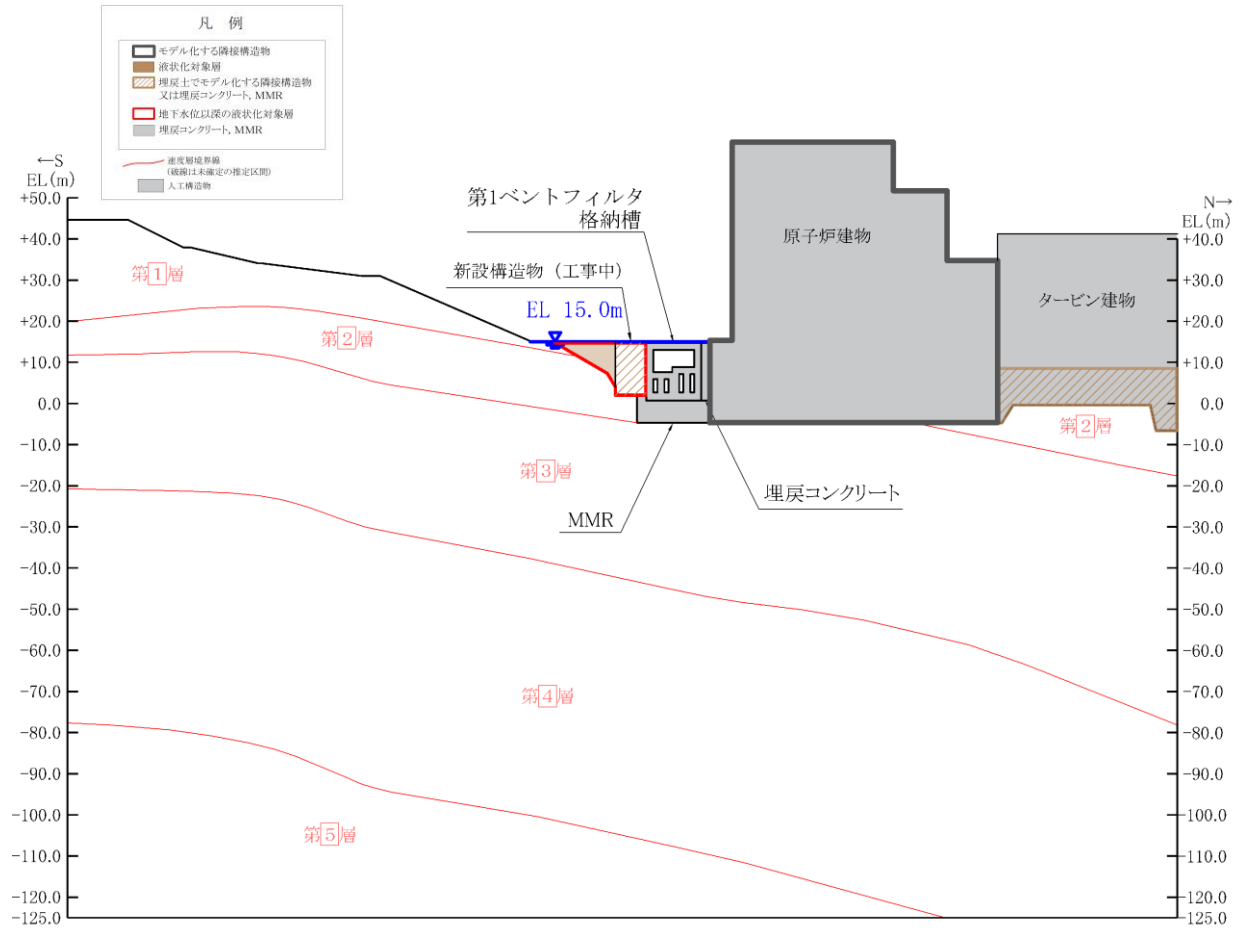 凡 例
モデル化する隣接構造物
液状化対象層
埋戻土でモデル化する隣接構造物
又は埋戻コンクリート, MMR
地下水位以深の液状化対象層
埋戻コンクリート, MMR
速度層境界線
(破線は未確定の推定区間)
人工構造物
←S
EL(m)
+50.0
+40.0
+30.0
+20.0
+10.0
0.0
-10.0
-20.0
-30.0
-40.0
-50.0
-60.0
-70.0
-80.0
-90.0
-100.0
-110.0
-120.0
-125.0
第1ベントフィルタ
格納槽
新設構造物 (工事中)
EL 15.0m
原子炉建物
タービン建物
第1層
第2層
第2層
第3層
埋戻コンクリート
MMR
第4層
第5層
N→
EL(m)
+40.0
+30.0
+20.0
+10.0
0.0
-10.0
-20.0
-30.0
-40.0
-50.0
-60.0
-70.0
-80.0
-90.0
-100.0
-110.0
-120.0
-125.0